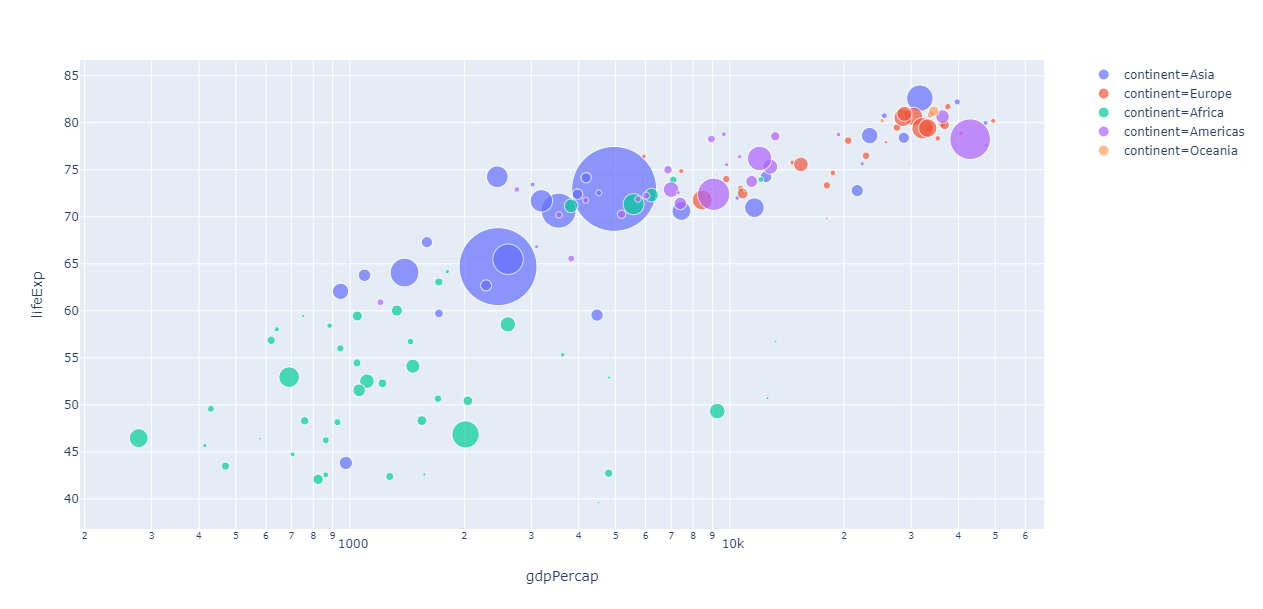 continent=Asia
continent=Europe
continent=Africa
continent=Americas
continent=Oceania
85
80
75
70
65
60
55
50
45
40
lifeExp
2 3 4 5 6 7 8 9 1000 2 3 4 5 6 7 8 9 10k 2 3 4 5 6
gdpPercap